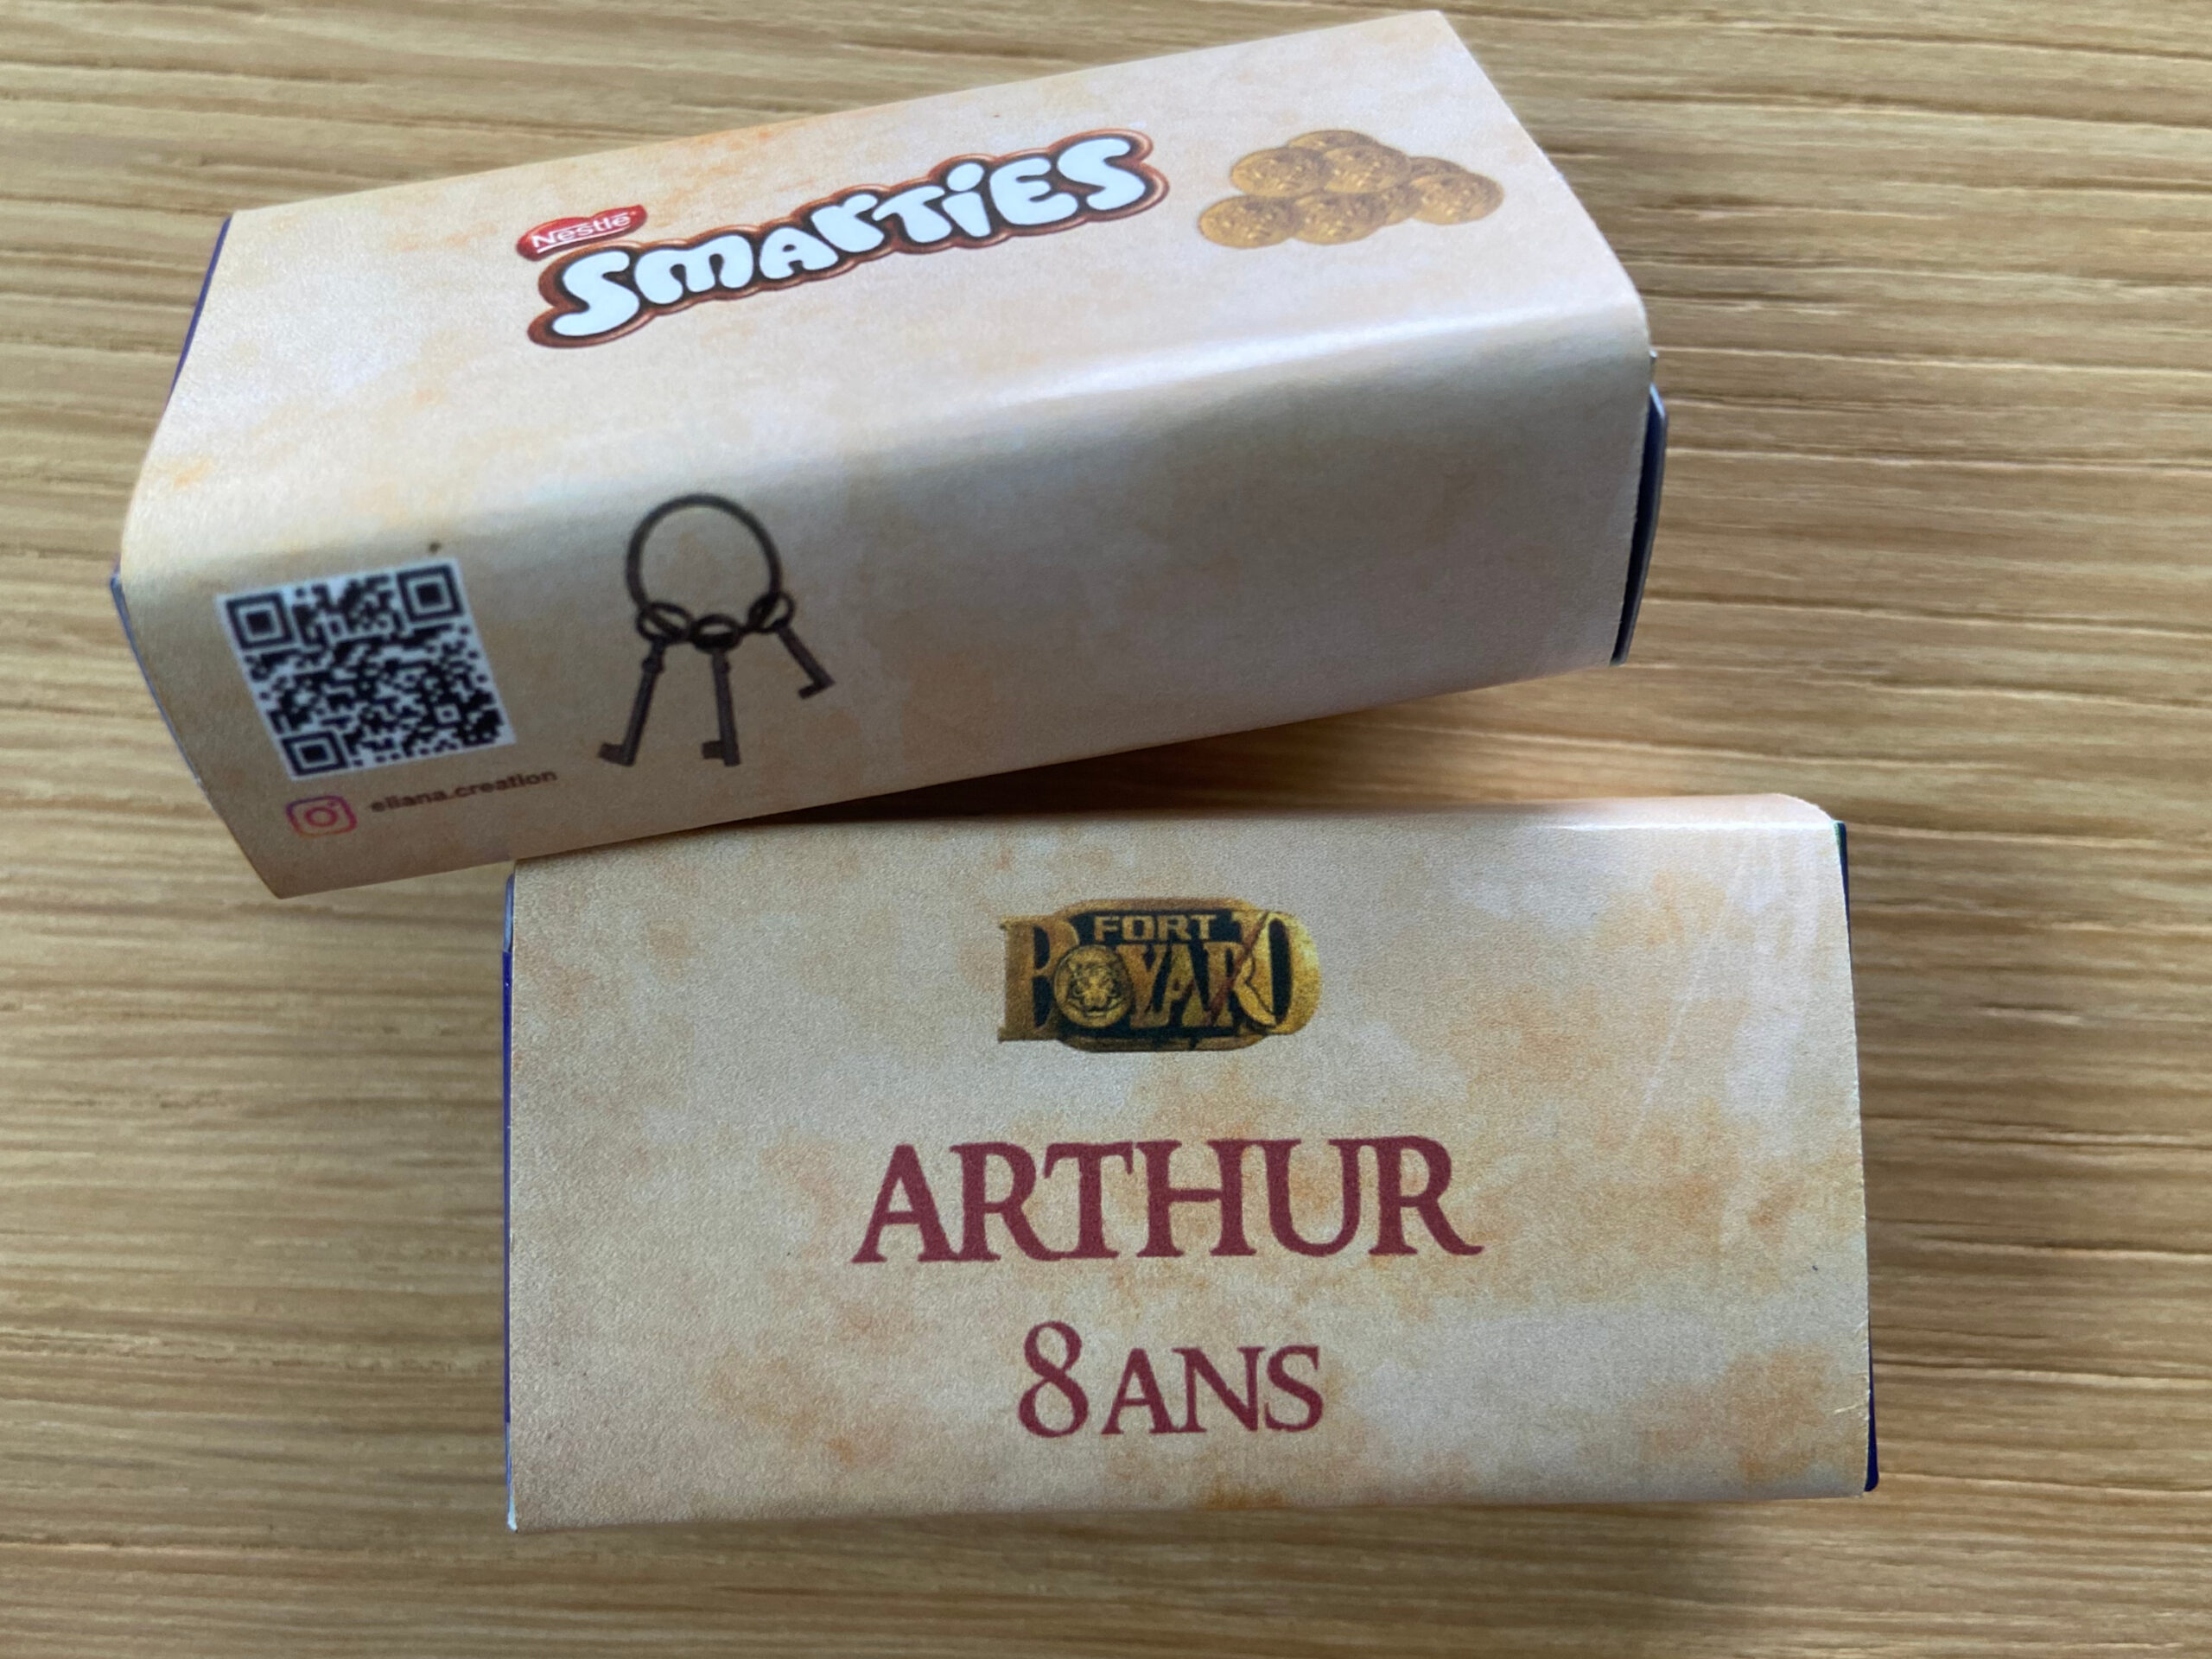 Nestlé
SMARTIES
eliana.creation
FORT
BOYARD
ARTHUR
8 ANS